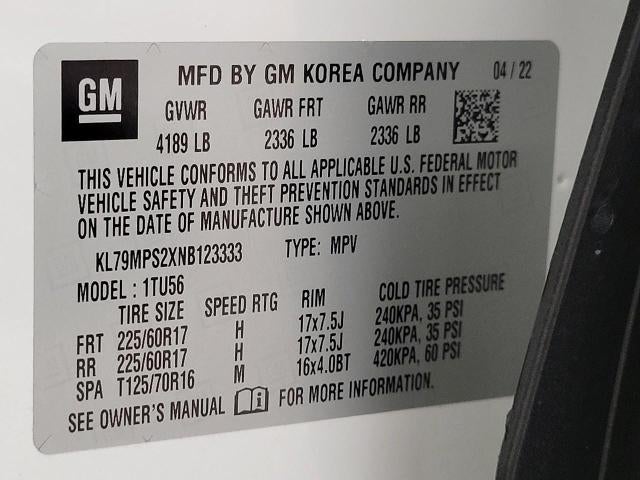 GM
MFD BY GM KOREA COMPANY 04 / 22
GVWR GAWR FRT GAWR RR
4189 LB 2336 LB 2336 LB
THIS VEHICLE CONFORMS TO ALL APPLICABLE U.S. FEDERAL MOTOR
VEHICLE SAFETY AND THEFT PREVENTION STANDARDS IN EFFECT
ON THE DATE OF MANUFACTURE SHOWN ABOVE.
KL79MPS2XNB123333 TYPE: MPV
MODEL : 1TU56
TIRE SIZE SPEED RTG RIM COLD TIRE PRESSURE
FRT 225/60R17 H 17x7.5J 240KPA, 35 PSI
RR 225/60R17 H 17x7.5J 240KPA, 35 PSI
SPA T125/70R16 M 16x4.0BT 420KPA, 60 PSI
SEE OWNER'S MANUAL i FOR MORE INFORMATION.